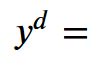 y^d =